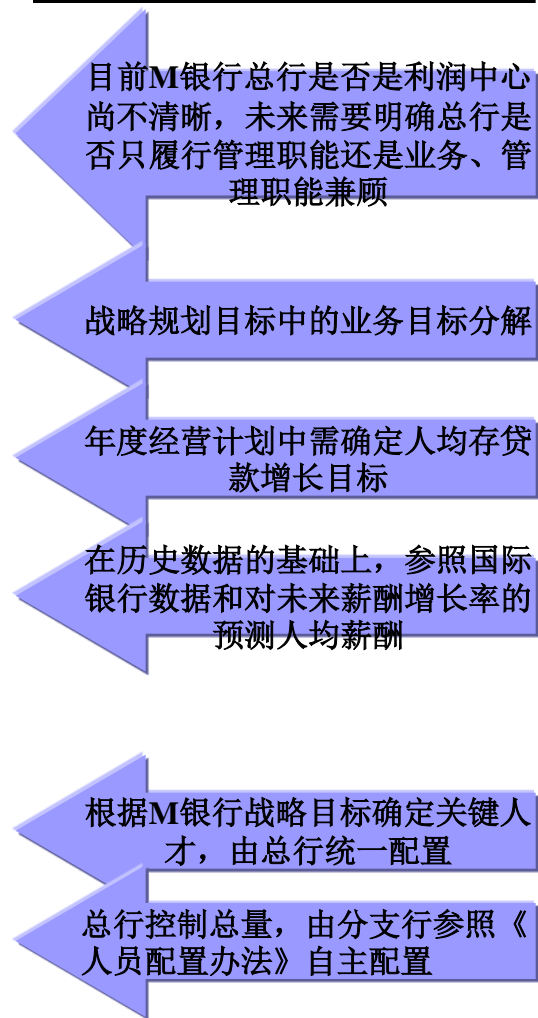 目前M银行总行是否是利润中心
尚不清晰，未来需要明确总行是
否只履行管理职能还是业务、管
理职能兼顾
战略规划目标中的业务目标分解
年度经营计划中需确定人均存贷
款增长目标
在历史数据的基础上，参照国际
银行数据和对未来薪酬增长率的
预测人均薪酬
根据M银行战略目标确定关键人
才，由总行统一配置
总行控制总量，由分支行参照《
人员配置办法》自主配置